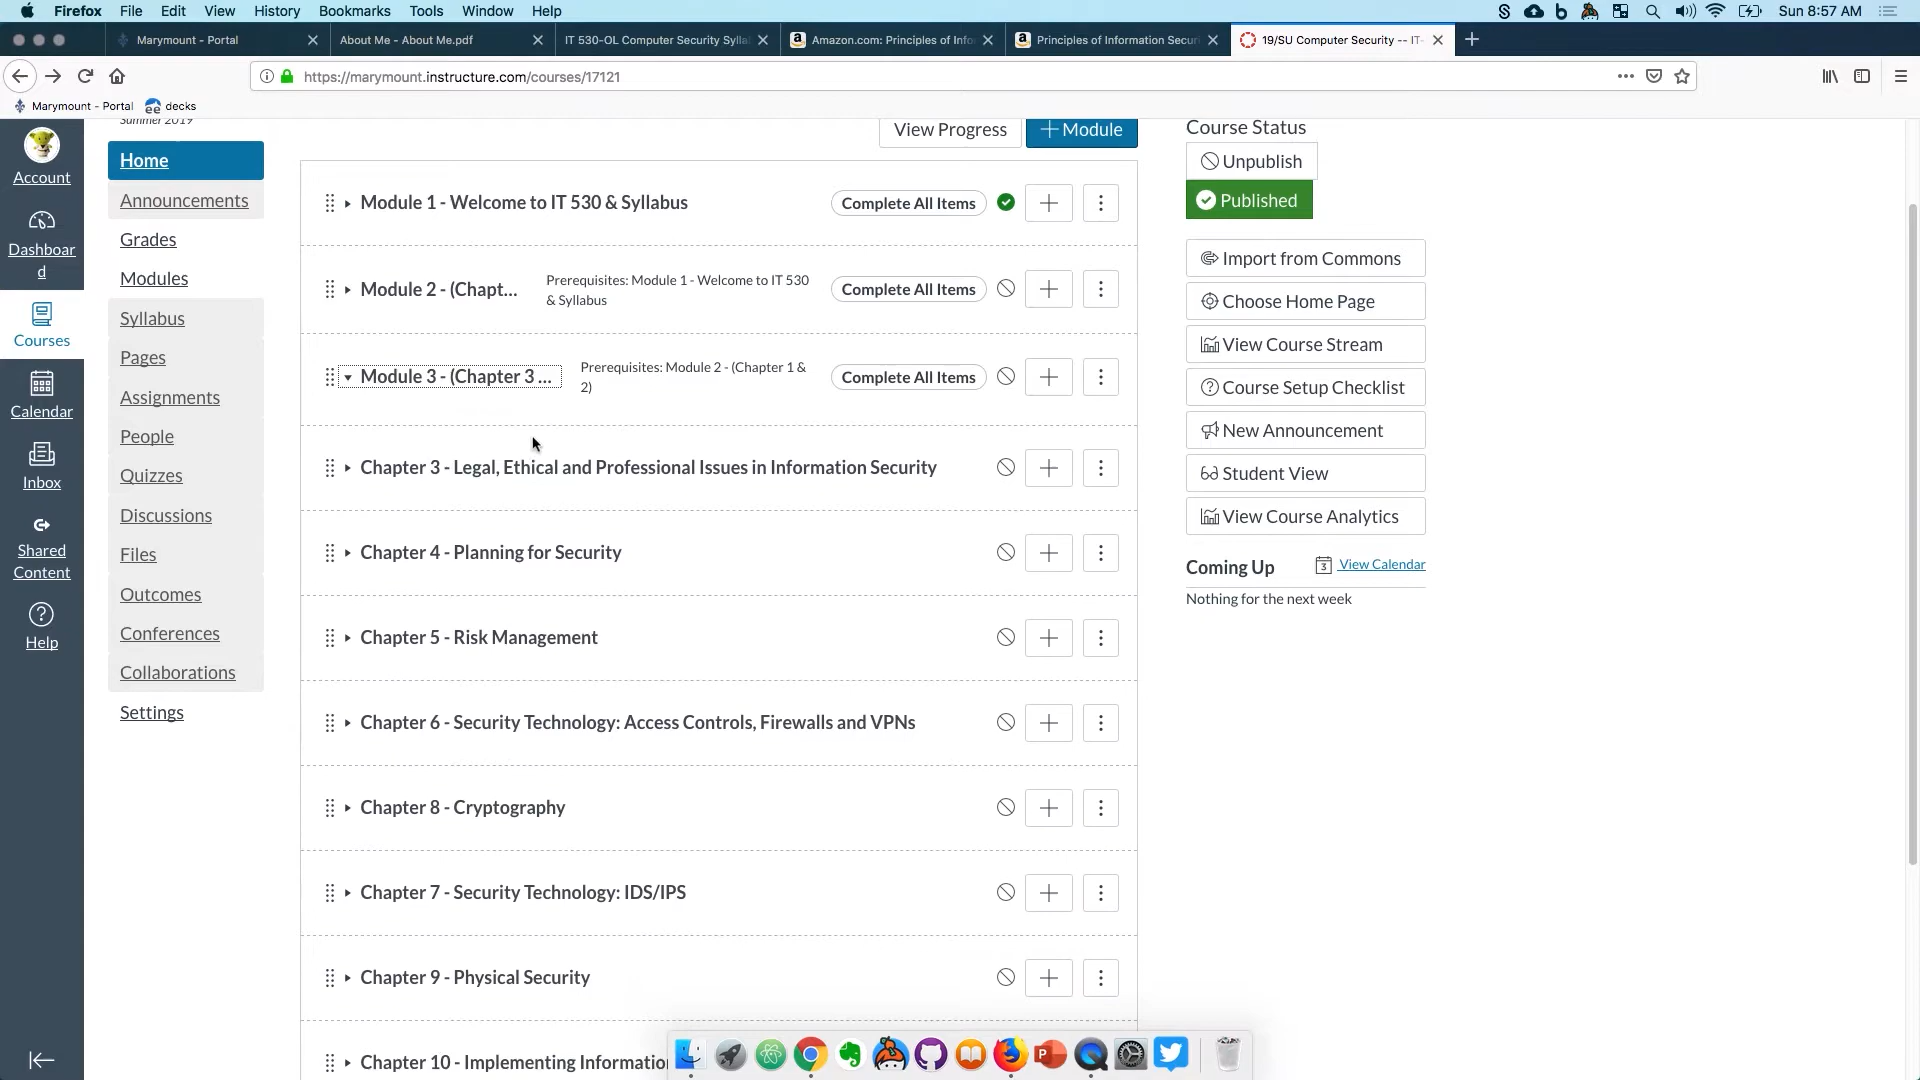 Firefox File Edit View History Bookmarks Tools Window Help
Sun 8:57 AM
Marymount - Portal
About Me - About Me.pdf
IT 530-OL Computer Security Sylla
Amazon.com: Principles of Info
Principles of Information Securi
19/SU Computer Security -- IT-
https://marymount.instructure.com/courses/17121
Marymount - Portal
decks
Summer 2019
Account
Dashboar
d
Courses
Calendar
Inbox
Shared
Content
Help
Home
Announcements
Grades
Modules
Syllabus
Pages
Assignments
People
Quizzes
Discussions
Files
Outcomes
Conferences
Collaborations
Settings
View Progress
+ Module
Module 1 - Welcome to IT 530 & Syllabus
Complete All Items
Module 2 - (Chapt...
Prerequisites: Module 1 - Welcome to IT 530
& Syllabus
Complete All Items
Module 3 - (Chapter 3 ...
Prerequisites: Module 2 - (Chapter 1 &
2)
Complete All Items
Chapter 3 - Legal, Ethical and Professional Issues in Information Security
Chapter 4 - Planning for Security
Chapter 5 - Risk Management
Chapter 6 - Security Technology: Access Controls, Firewalls and VPNs
Chapter 8 - Cryptography
Chapter 7 - Security Technology: IDS/IPS
Chapter 9 - Physical Security
Chapter 10 - Implementing Informatio
Course Status
Unpublish
Published
Import from Commons
Choose Home Page
View Course Stream
Course Setup Checklist
New Announcement
Student View
View Course Analytics
Coming Up
3
View Calendar
Nothing for the next week